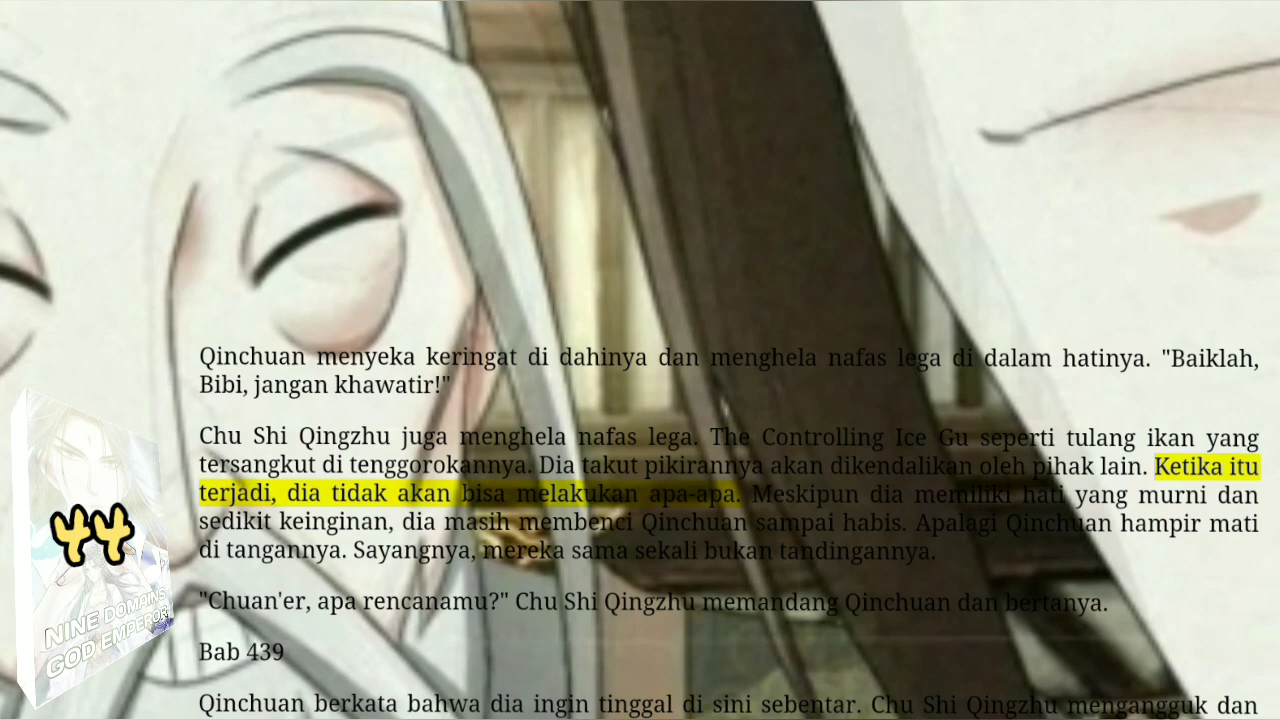 Qinchuan menyeka keringat di dahinya dan menghela nafas lega di dalam hatinya. "Baiklah,
Bibi, jangan khawatir!"
Chu Shi Qingzhu juga menghela nafas lega. The Controlling Ice Gu seperti tulang ikan yang
tersangkut di tenggorokannya. Dia takut pikirannya akan dikendalikan oleh pihak lain. Ketika itu
terjadi, dia tidak akan bisa melakukan apa-apa. Meskipun dia memiliki hati yang murni dan
sedikit keinginan, dia masih membenci Qinchuan sampai habis. Apalagi Qinchuan hampir mati
di tangannya. Sayangnya, mereka sama sekali bukan tandingannya.
"Chuan'er, apa rencanamu?" Chu Shi Qingzhu memandang Qinchuan dan bertanya.
Bab 439
Qinchuan berkata bahwa dia ingin tinggal di sini sebentar. Chu Shi Qingzhu mengangguk dan
44
NINE DOMAINS
GOD EMPEROR